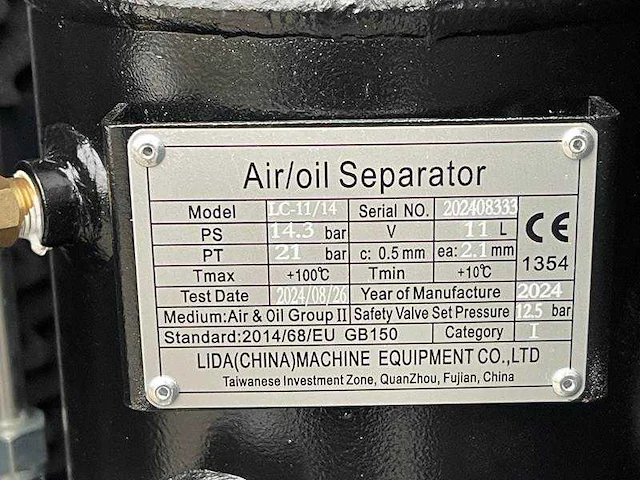 Air/oil Separator
Model LC-11/14 Serial NO. 202408333
PS 14.3 bar V 11 L
PT 21 bar c: 0.5mm ea: 2.1 mm
CE 1354
Tmax +100℃ Tmin +10℃
Test Date 2024/08/26 Year of Manufacture 2024
Medium:Air & Oil Group II Safety Valve Set Pressure 12.5 bar
Standard:2014/68/EU GB150 Category I
LIDA(CHINA)MACHINE EQUIPMENT CO.,LTD
Taiwanese Investment Zone, QuanZhou, Fujian, China